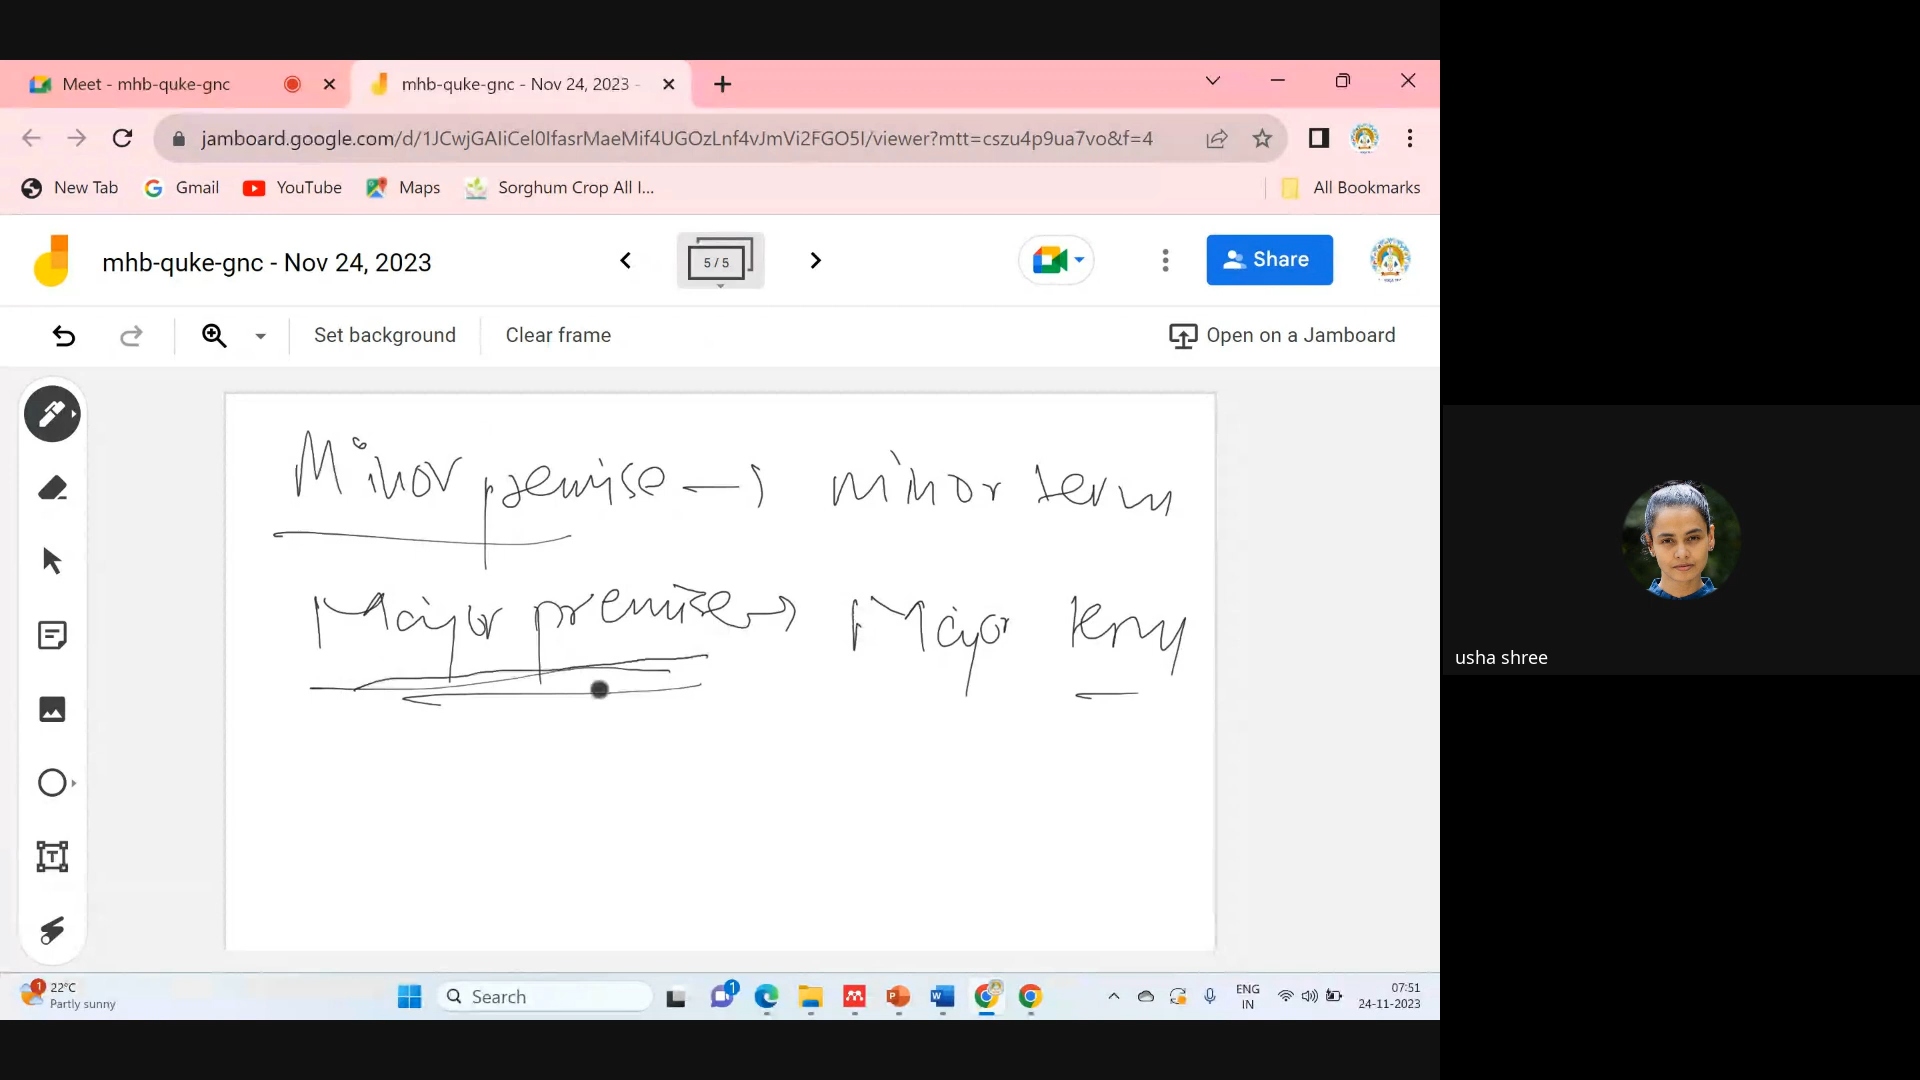 Meet - mhb-quke-gnc
mhb-quke-gnc - Nov 24, 2023 -
jamboard.google.com/d/1JCwjGAIiCel0IfasrMaeMif4UGOzLnf4vJmVi2FGO5I/viewer?mtt=cszu4p9ua7vo&f=4
New Tab Gmail YouTube Maps Sorghum Crop All I... All Bookmarks
mhb-quke-gnc - Nov 24, 2023
5 / 5
Share
Set background Clear frame Open on a Jamboard
Minor premise → minor term
Major premise → Major term
usha shree
1
22°C
Partly sunny
Search
1
ENG
IN
07:51
24-11-2023